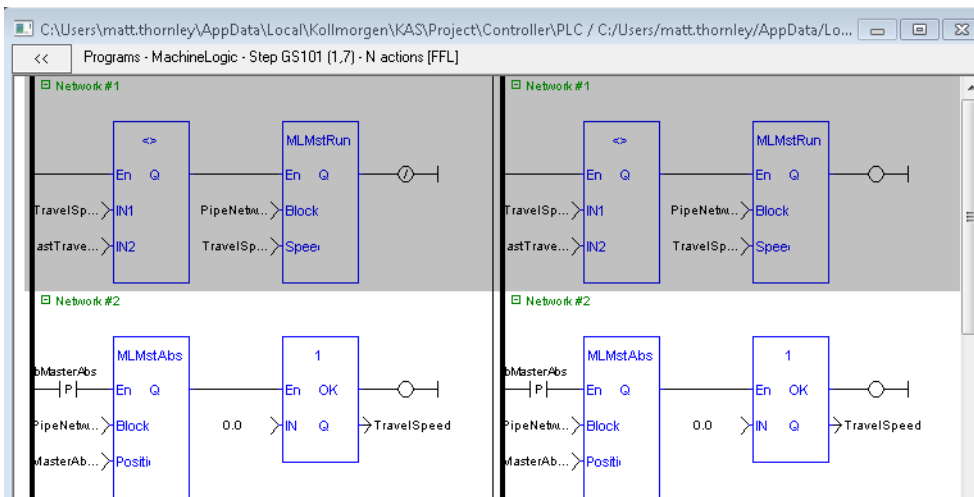 C:\Users\matt.thornley\AppData\Local\Kollmorgen\KAS\Project\Controller\PLC / C:/Users/matt.thornley/AppData/Lo...
<< Programs - MachineLogic - Step GS101 (1,7) - N actions [FFL]
Network #1 Network #1
<> MLMstRun <> MLMstRun
En Q En Q / En Q En Q
TravelSp... IN1 PipeNetw... Block TravelSp... IN1 PipeNetw... Block
astTrave... IN2 TravelSp... Speed astTrave... IN2 TravelSp... Speed
Network #2 Network #2
MLMstAbs 1 MLMstAbs 1
bMasterAbs bMasterAbs
P En Q En OK P En Q En OK
PipeNetw... Block 0.0 IN Q TravelSpeed PipeNetw... Block 0.0 IN Q TravelSpeed
MasterAb... Positi MasterAb... Positi